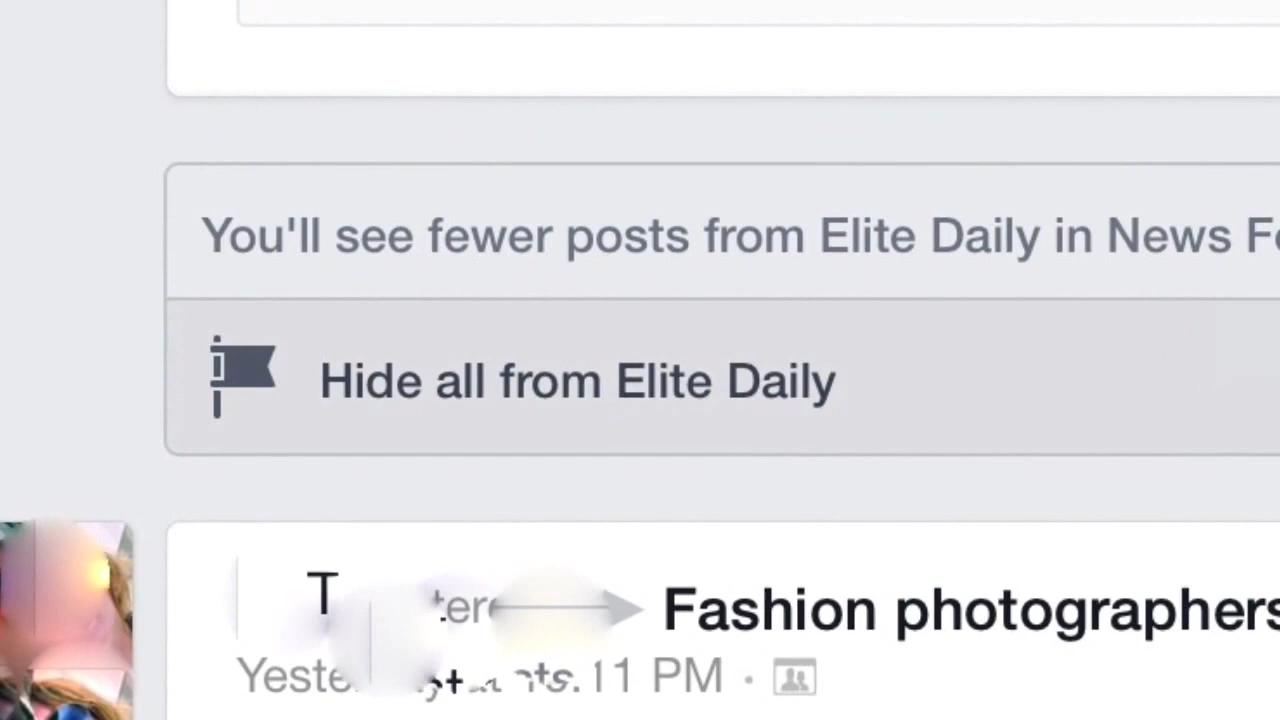 You'll see fewer posts from Elite Daily in News
Hide all from Elite Daily
Fashion photographers
11 PM